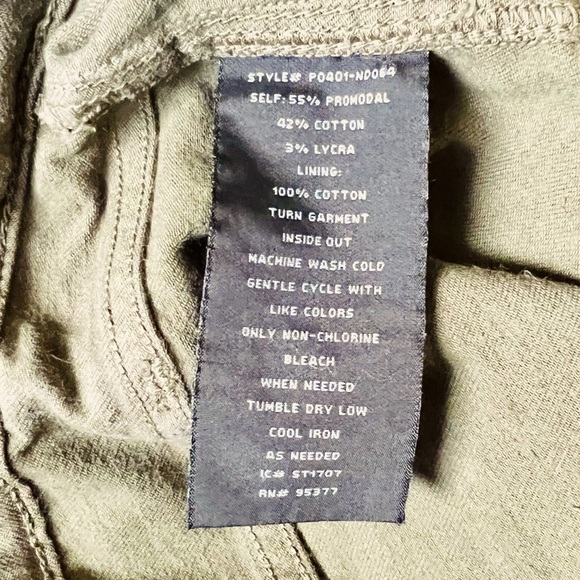 STYLE# P0401-ND064
SELF: 55% PROMODAL
42% COTTON
3% LYCRA
LINING:
100% COTTON
TURN GARMENT
INSIDE OUT
MACHINE WASH COLD
GENTLE CYCLE WITH
LIKE COLORS
ONLY NON-CHLORINE
BLEACH
WHEN NEEDED
TUMBLE DRY LOW
COOL IRON
AS NEEDED
IC# ST1707
RN# 95377